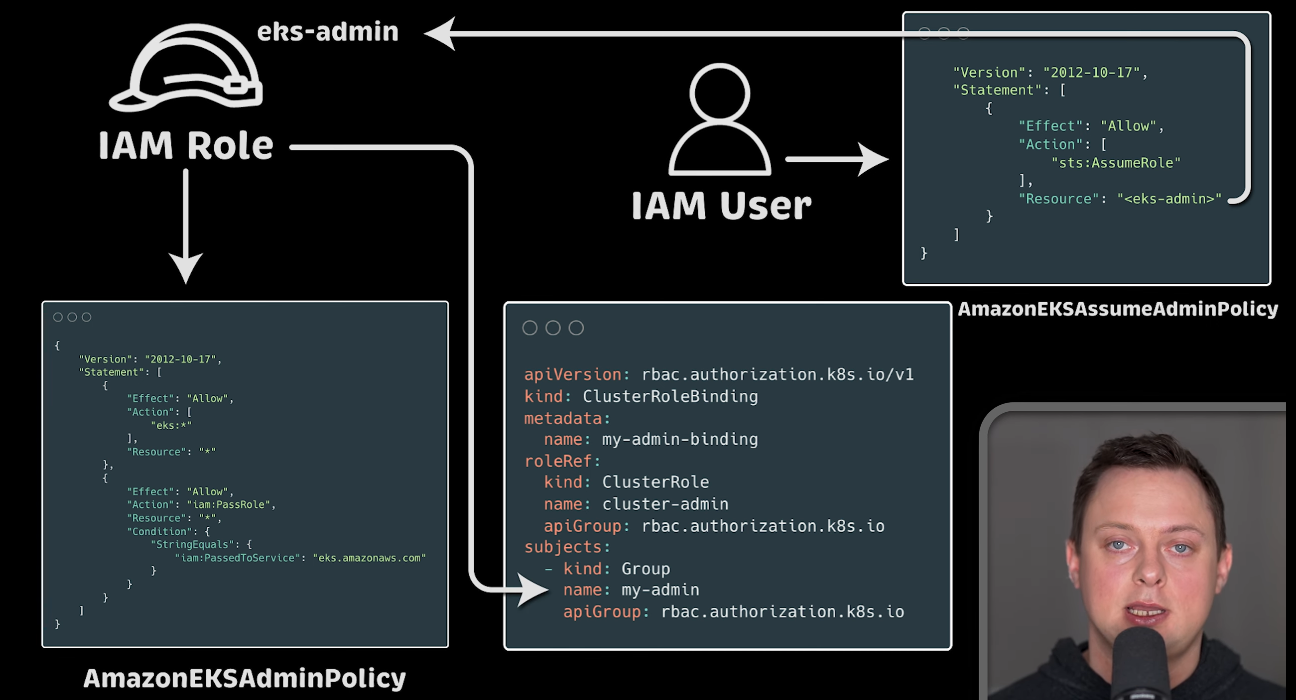 eks-admin
IAM Role
IAM User
"Version": "2012-10-17",
"Statement": [
{
"Effect": "Allow",
"Action": [
"sts:AssumeRole"
],
"Resource": "<eks-admin>"
}
]
}
AmazonEKSAssumeAdminPolicy
{
"Version": "2012-10-17",
"Statement": [
{
"Effect": "Allow",
"Action": [
"eks:*"
],
"Resource": "*"
},
{
"Effect": "Allow",
"Action": "iam:PassRole",
"Resource": "*",
"Condition": {
"StringEquals": {
"iam:PassedToService": "eks.amazonaws.com"
}
}
}
]
}
AmazonEKSAdminPolicy
apiVersion: rbac.authorization.k8s.io/v1
kind: ClusterRoleBinding
metadata:
name: my-admin-binding
roleRef:
kind: ClusterRole
name: cluster-admin
apiGroup: rbac.authorization.k8s.io
subjects:
- kind: Group
name: my-admin
apiGroup: rbac.authorization.k8s.io